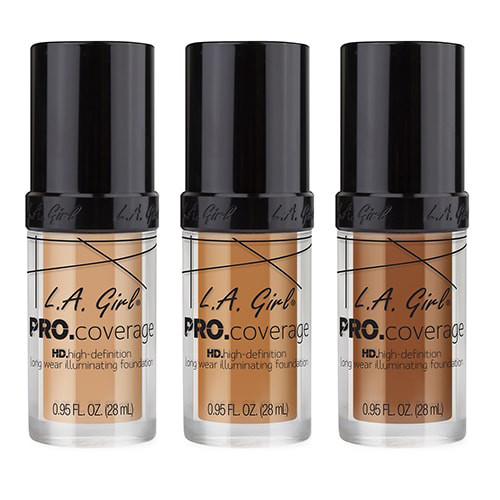 L.A. Girl
L.A. Girl®
PRO.coverage
HD.high-definition
long wear illuminating foundation
0.95 FL. OZ. (28 mL)
L.A. Girl
L.A. Girl®
PRO.coverage
HD.high-definition
long wear illuminating foundation
0.95 FL. OZ. (28 mL)
L.A. Girl
L.A. Girl®
PRO.coverage
HD.high-definition
long wear illuminating foundation
0.95 FL. OZ. (28 mL)